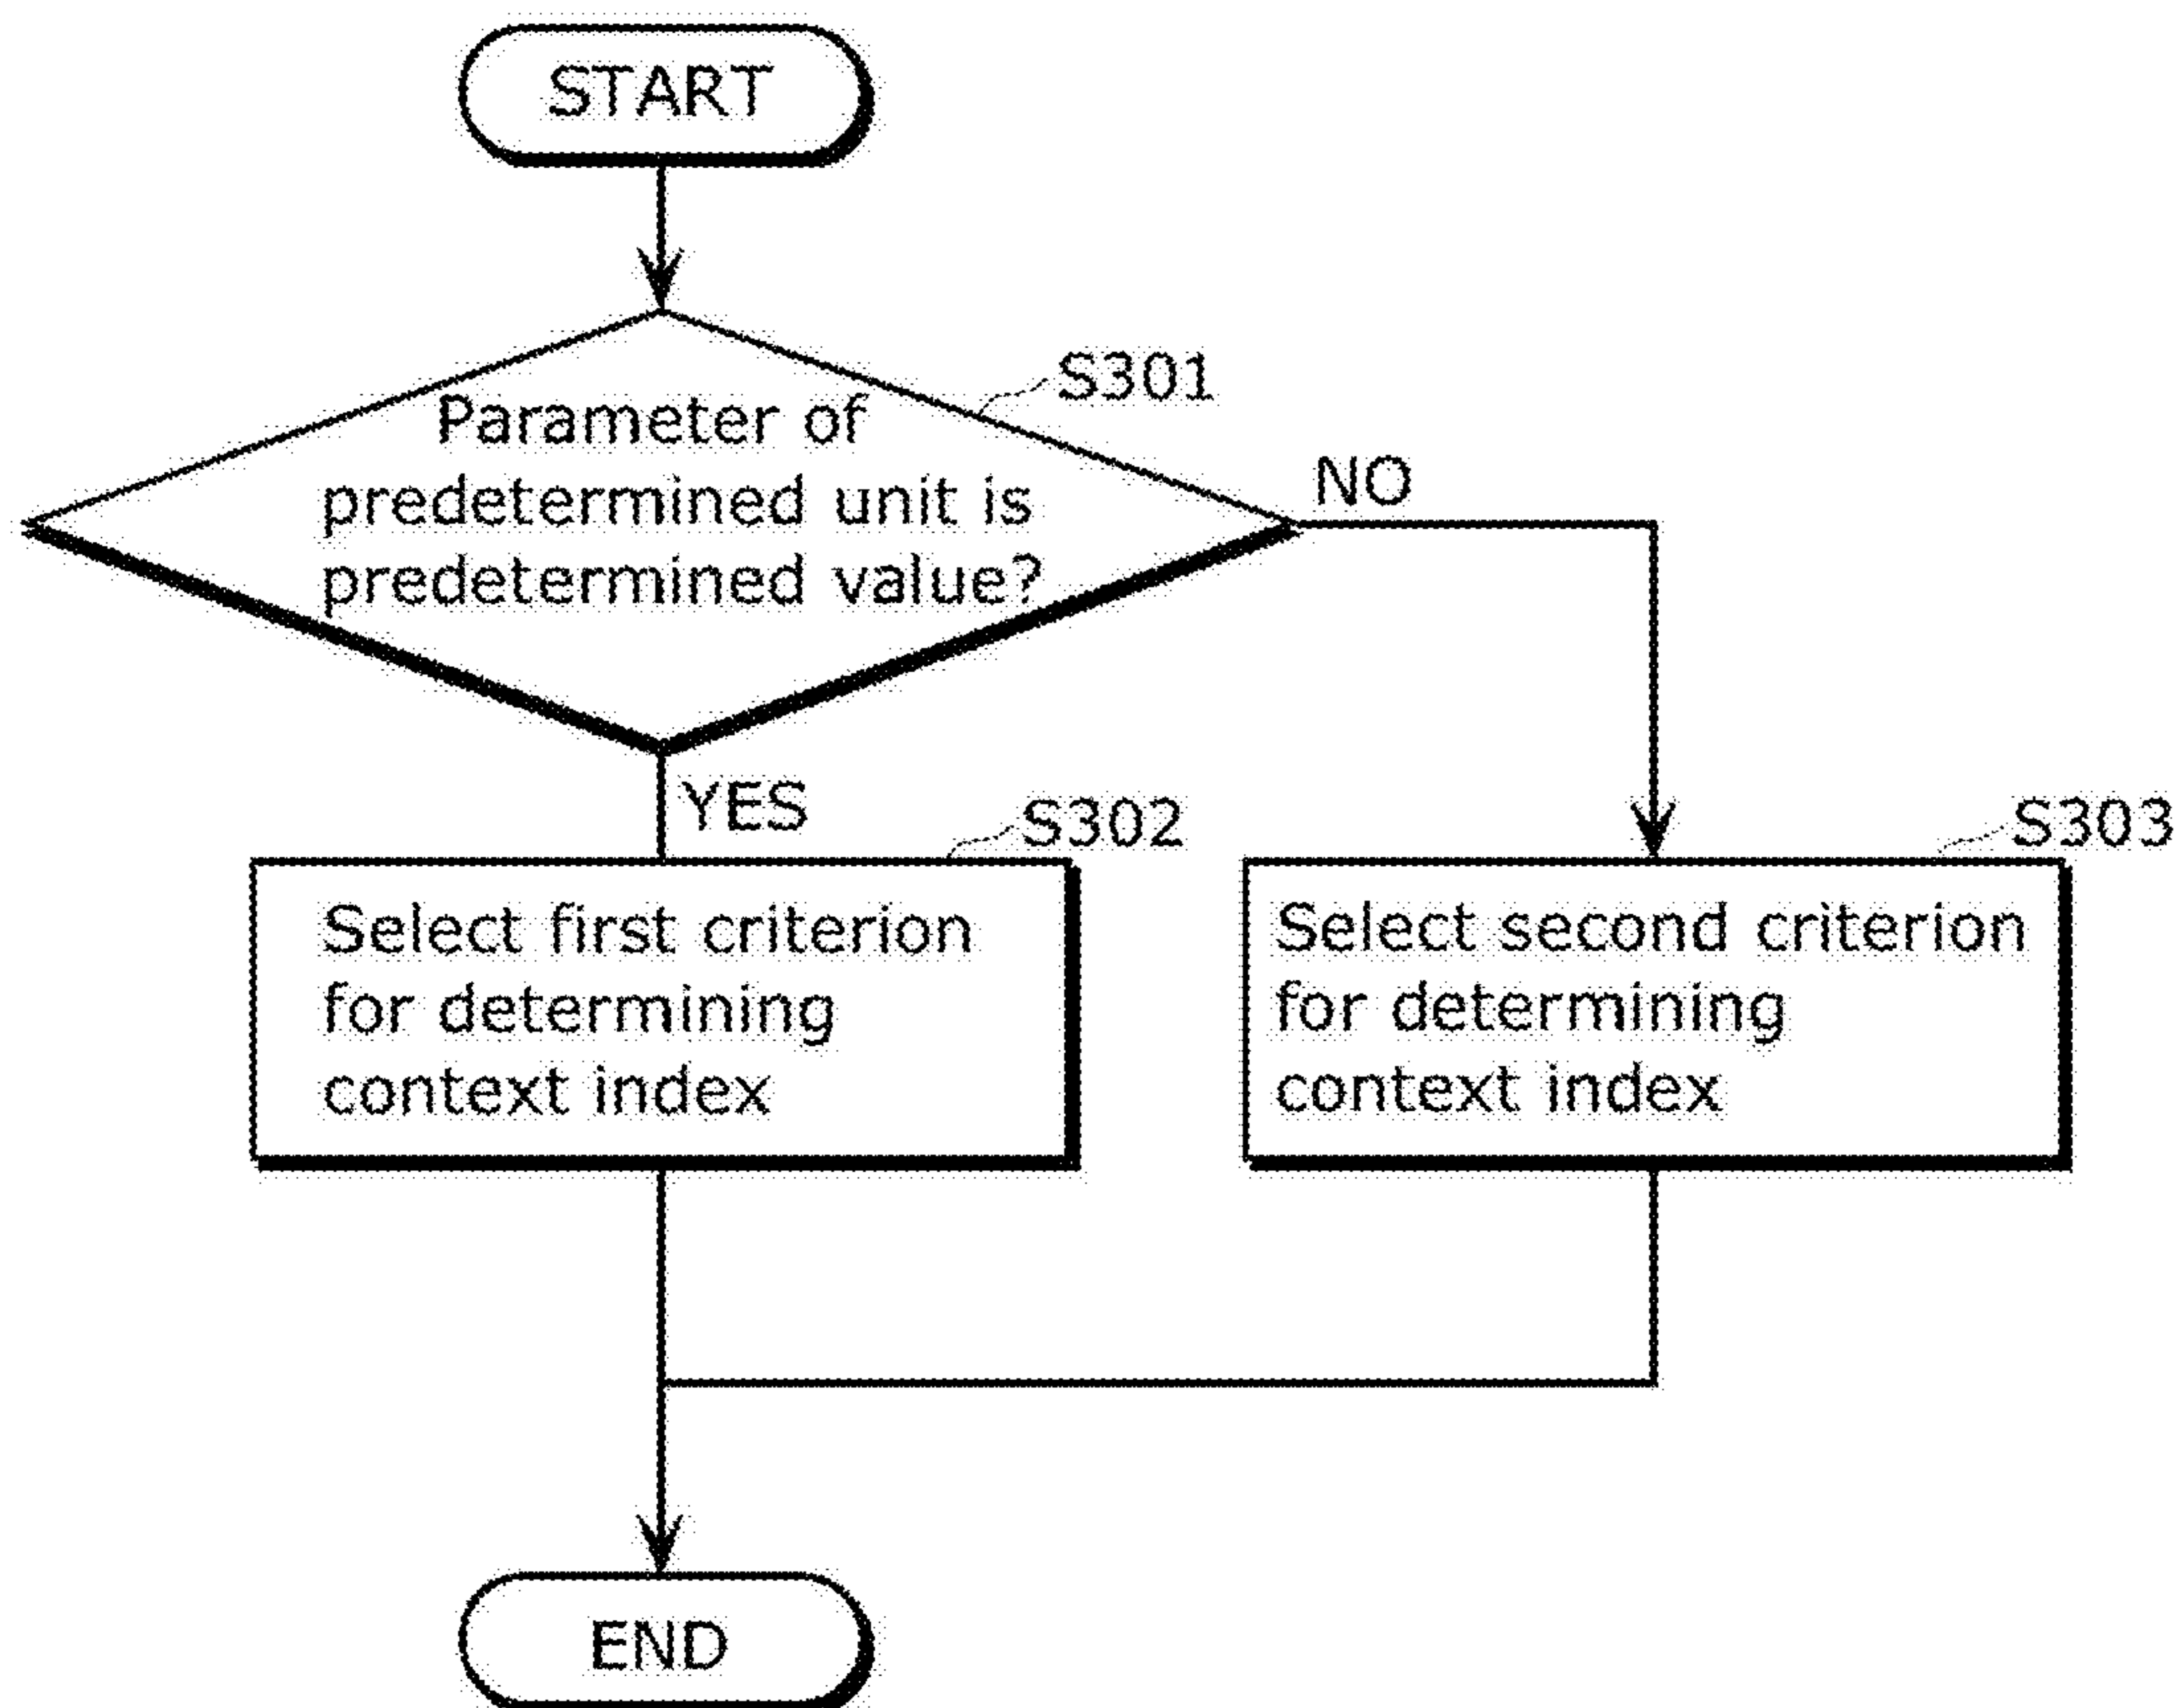 START
S301
Parameter of
predetermined unit is
predetermined value?
NO
YES
S302
Select first criterion
for determining
context index
S303
Select second criterion
for determining
context index
END